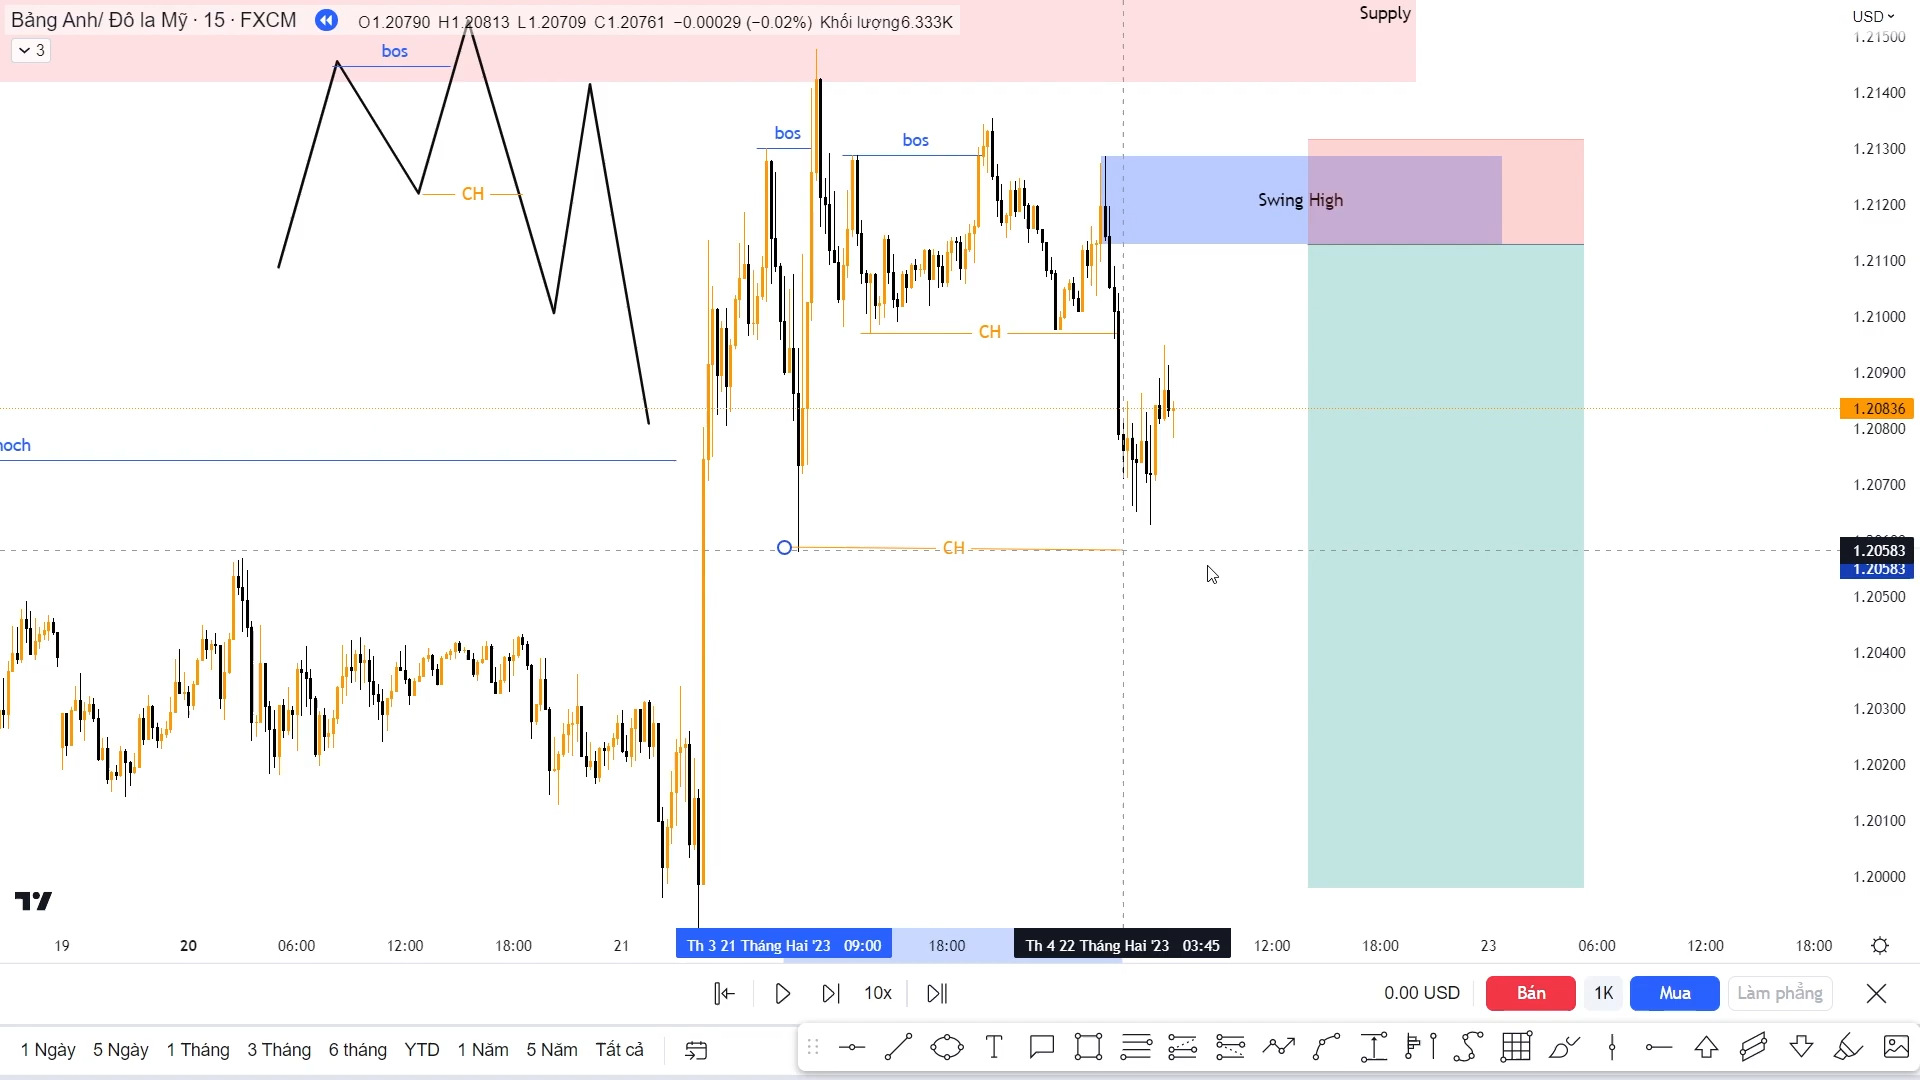 Bảng Anh/ Đô la Mỹ · 15 · FXCM O1.20790 H1.20813 L1.20709 C1.20761 −0.00029 (−0.02%) Khối lượng6.333K
3
Supply
USD
1.21500
bos
1.21400
bos
bos
1.21300
CH
Swing High
1.21200
1.21100
CH
1.21000
1.20900
1.20836
1.20800
noch
1.20700
CH
1.20583
1.20583
1.20500
1.20400
1.20300
1.20200
1.20100
1.20000
19 20 06:00 12:00 18:00 21 Th 3 21 Tháng Hai '23 09:00 18:00 Th 4 22 Tháng Hai '23 03:45 12:00 18:00 23 06:00 12:00 18:00
10x 0.00 USD Bán 1K Mua Làm phẳng
1 Ngày 5 Ngày 1 Tháng 3 Tháng 6 tháng YTD 1 Năm 5 Năm Tất cả